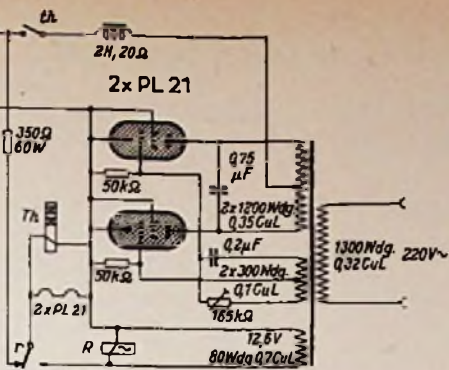 th
2H, 20Ω
2x PL 21
350Ω
60W
0,75
μF
50kΩ
2x1200Wdg.
0,35CuL
Th
0,2μF
1300Wdg.
0,32CuL
220V~
50kΩ
2x300Wdg.
0,1CuL
165kΩ
2xPL 21
12,6V
r
R
80Wdg 0,7CuL